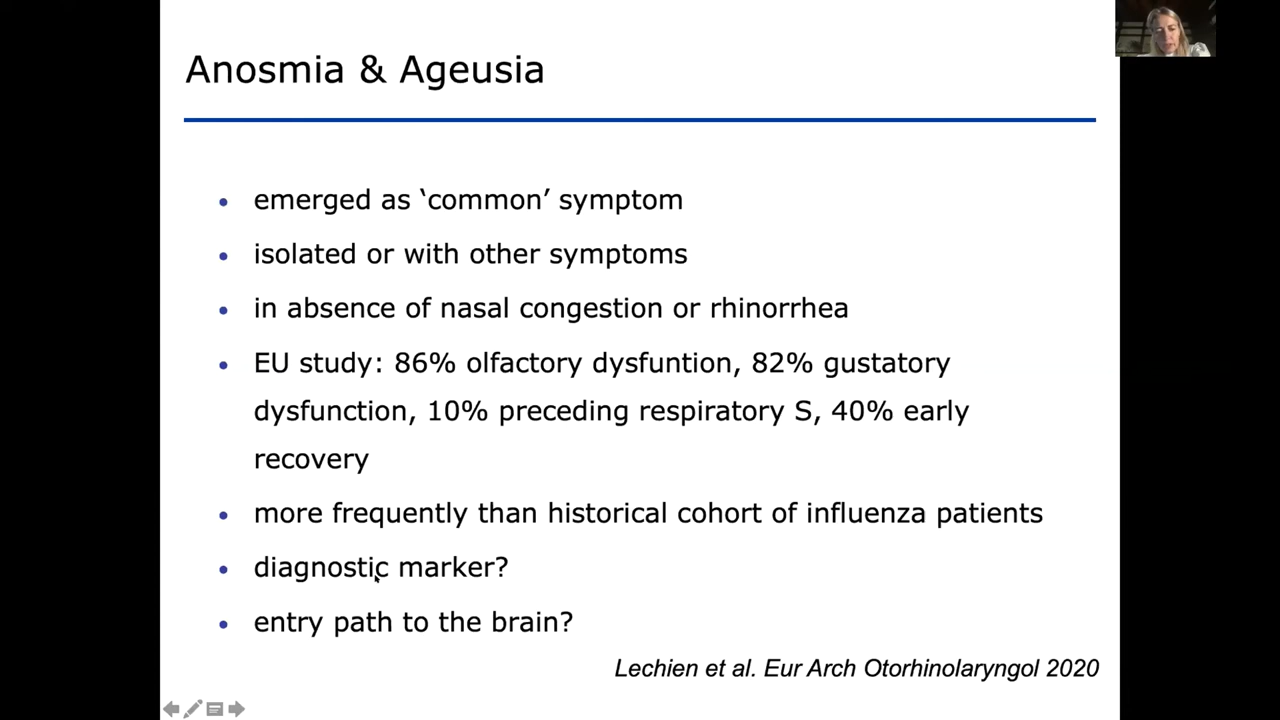 Anosmia & Ageusia
• emerged as ‘common’ symptom
• isolated or with other symptoms
• in absence of nasal congestion or rhinorrhea
• EU study: 86% olfactory dysfuntion, 82% gustatory
dysfunction, 10% preceding respiratory S, 40% early
recovery
• more frequently than historical cohort of influenza patients
• diagnostic marker?
• entry path to the brain?
Lechien et al. Eur Arch Otorhinolaryngol 2020